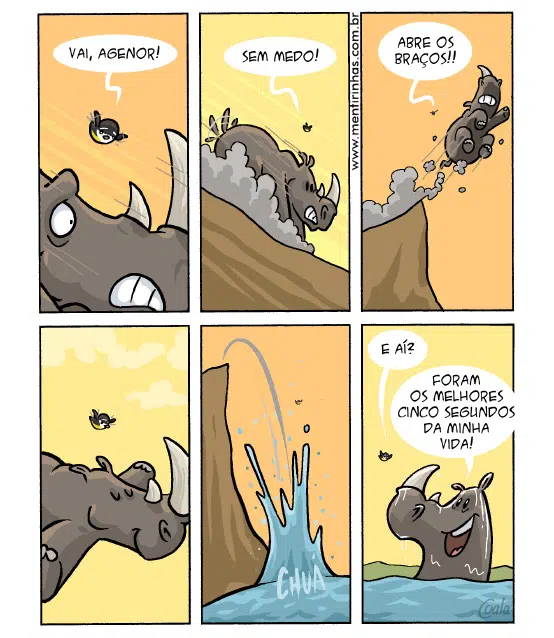 VAI, AGENOR!
SEM MEDO!
ABRE OS
BRAÇOS!!
www.mentirinhas.com.br
CHUA
E AÍ?
FORAM
OS MELHORES
CINCO SEGUNDOS
DA MINHA
VIDA!
Coala